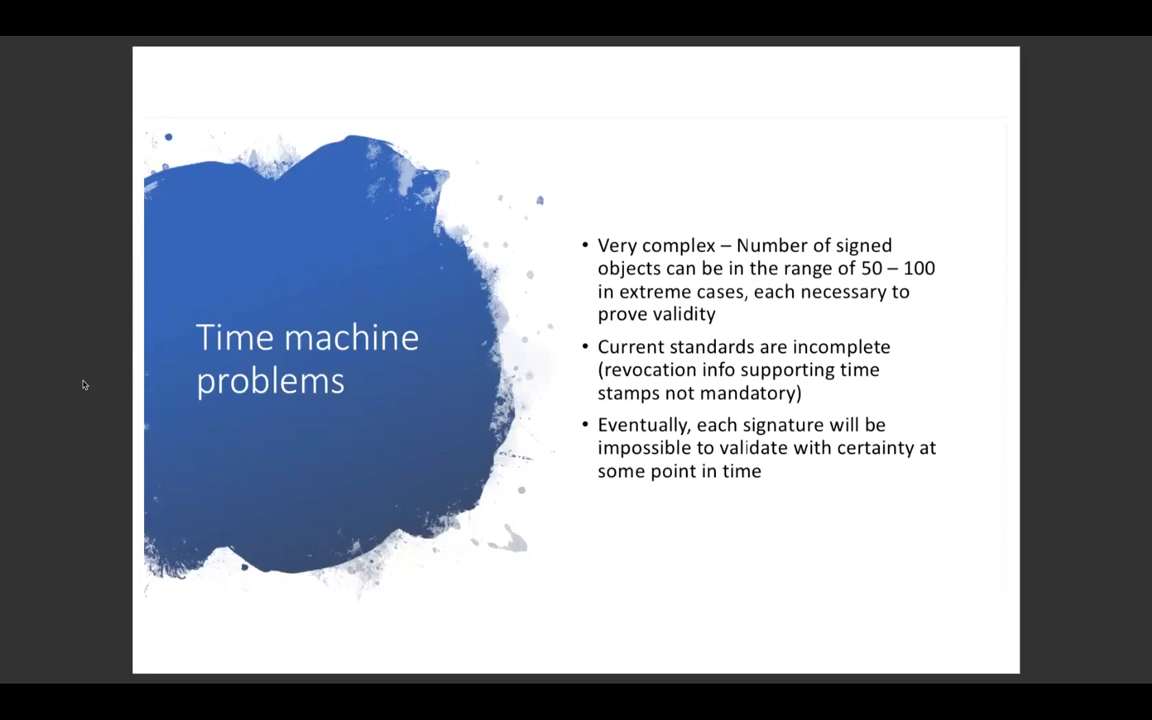 Time machine
problems
• Very complex – Number of signed
objects can be in the range of 50 – 100
in extreme cases, each necessary to
prove validity
• Current standards are incomplete
(revocation info supporting time
stamps not mandatory)
• Eventually, each signature will be
impossible to validate with certainty at
some point in time